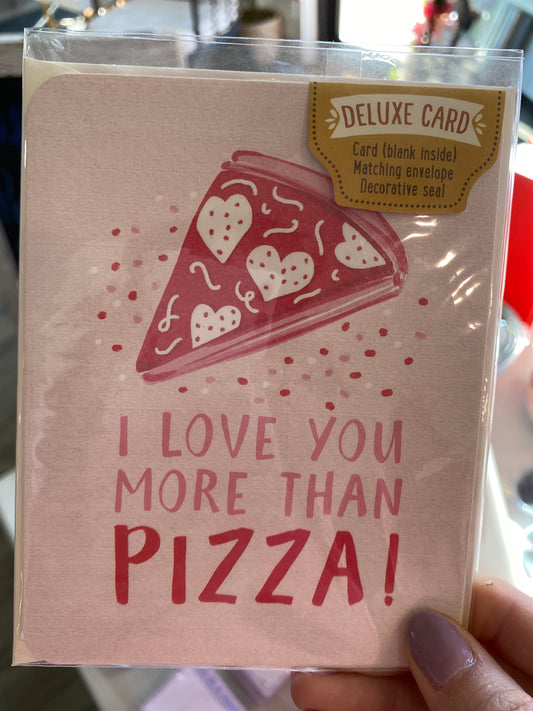 DELUXE CARD
Card (blank inside)
Matching envelope
Decorative seal
I LOVE YOU
MORE THAN
PIZZA!